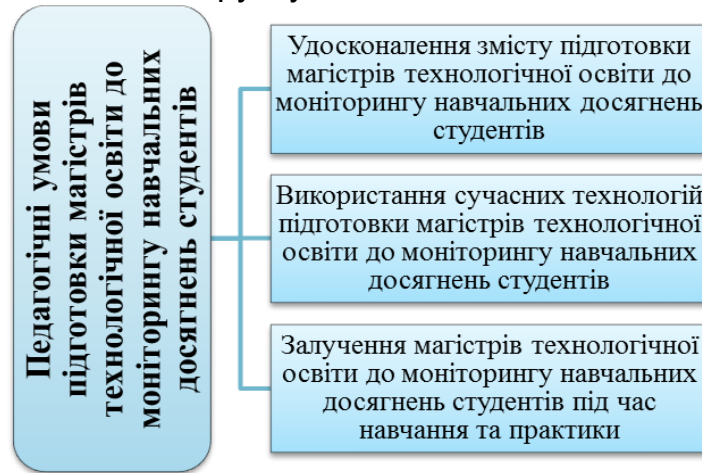 Педагогічні умови
підготовки магістрів
технологічної освіти до
моніторингу навчальних
досягнень студентів
Удосконалення змісту підготовки
магістрів технологічної освіти до
моніторингу навчальних досягнень
студентів
Використання сучасних технологій
підготовки магістрів технологічної
освіти до моніторингу навчальних
досягнень студентів
Залучення магістрів технологічної
освіти до моніторингу навчальних
досягнень студентів під час
навчання та практики